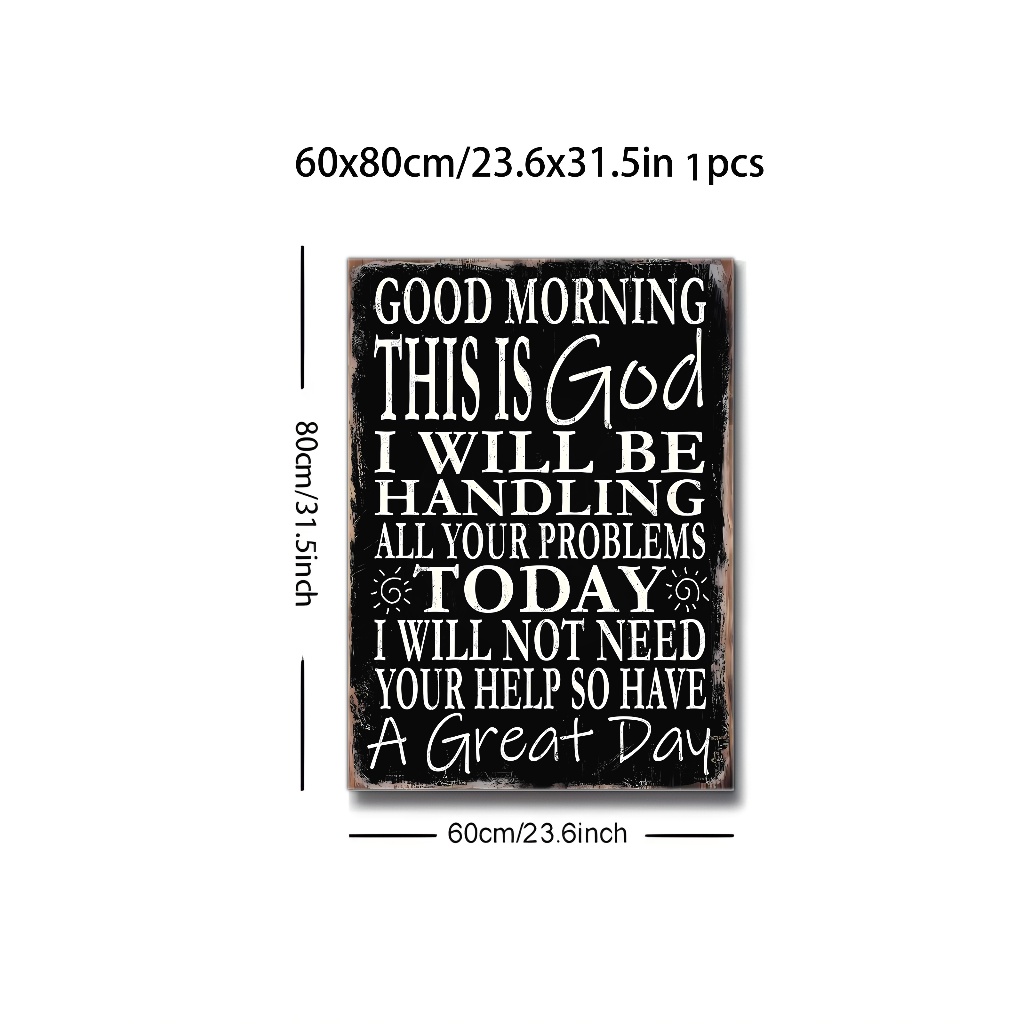 60x80cm/23.6x31.5in 1pcs
GOOD MORNING
THIS IS God
I WILL BE
HANDLING
ALL YOUR PROBLEMS
TODAY
I WILL NOT NEED
YOUR HELP SO HAVE
A Great Day
80cm/31.5inch
60cm/23.6inch